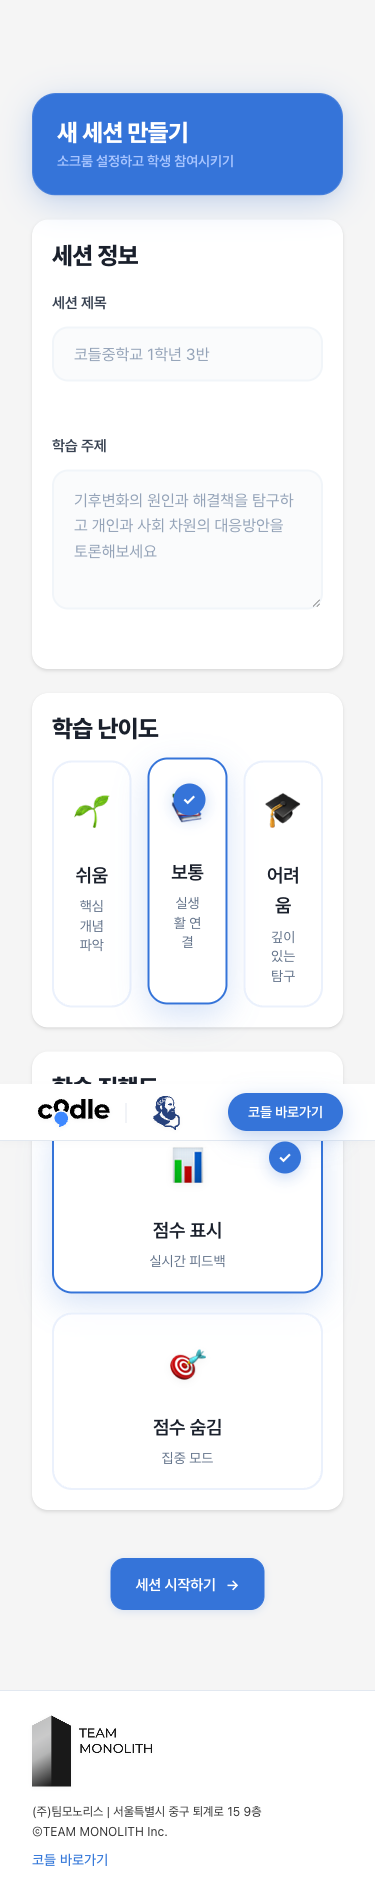 새 세션 만들기
소크룸 설정하고 학생 참여시키기
세션 정보
세션 제목
코들중학교 1학년 3반
학습 주제
기후변화의 원인과 해결책을 탐구하
고 개인과 사회 차원의 대응방안을
토론해보세요
학습 난이도
쉬움
핵심
개념
파악
보통
실생
활 연
결
어려
움
깊이
있는
탐구
codle
코들 바로가기
점수 표시
실시간 피드백
점수 숨김
집중 모드
세션 시작하기 →
TEAM
MONOLITH
(주)팀모노리스 | 서울특별시 중구 퇴계로 15 9층
©TEAM MONOLITH Inc.
코들 바로가기